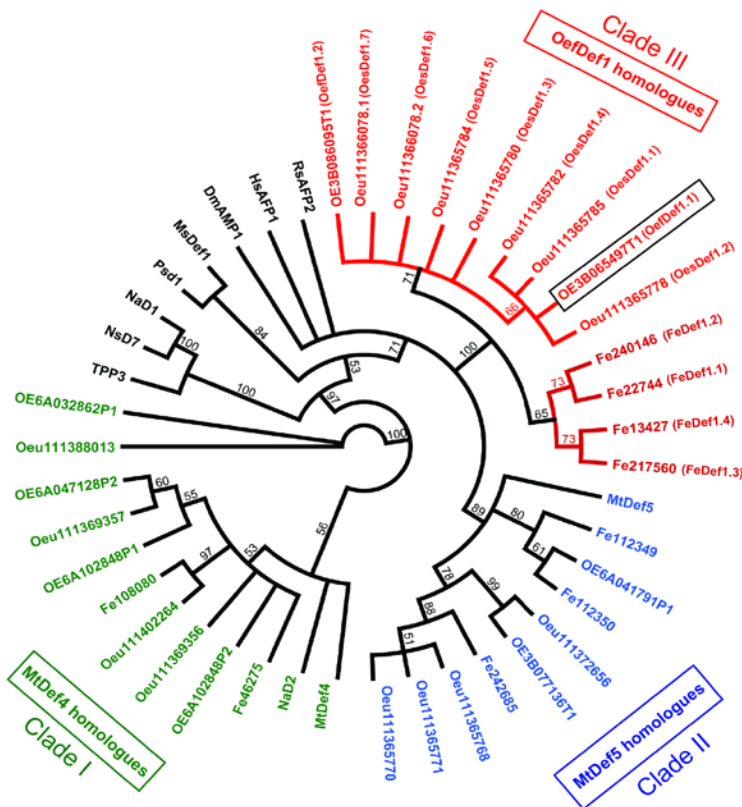 Clade III
OefDef1 homologues
OE3B086095T1 (OefDef1.2)
Oeu111366078.1 (OesDef1.7)
Oeu111366078.2 (OesDef1.6)
Oeu111365784 (OesDef1.5)
Oeu111365780 (OesDef1.3)
Oeu111365782 (OesDef1.4)
Oeu111365785 (OesDef1.1)
OE3B065497T1 (OefDef1.1)
Oeu111365778 (OesDef1.2)
Fe240146 (FeDef1.2)
Fe22744 (FeDef1.1)
Fe13427 (FeDef1.4)
Fe217560 (FeDef1.3)
MtDef5
Fe112349
OE6A041791P1
Fe112350
Oeu111372656
OE3B077136T1
Fe242685
Oeu111365768
Oeu111365771
Oeu111365770
MtDef5 homologues
Clade II
MtDef4
NaD2
Fe46275
OE6A102848P2
Oeu111369356
Oeu111402264
Fe108080
OE6A102848P1
Oeu111369357
OE6A047128P2
Oeu111388013
OE6A032862P1
MtDef4 homologues
Clade I
TPP3
NsD7
NaD1
Psd1
MsDef1
DmAMP1
HsAFP1
RsAFP2
71
66
100
65
73
73
89
80
61
78
99
88
51
56
53
97
55
60
100
97
53
71
84
100
100